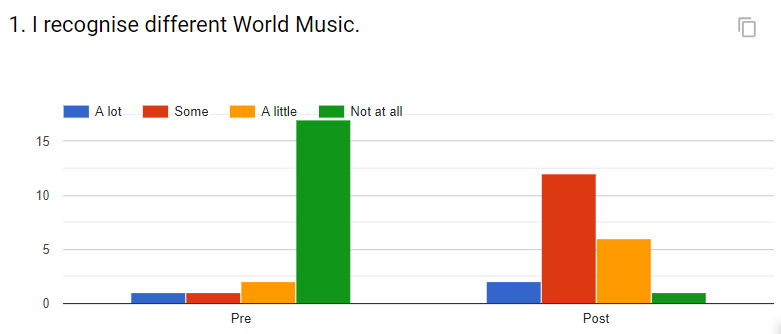 1. I recognise different World Music.
A lot Some A little Not at all
15
10
5
0
Pre Post